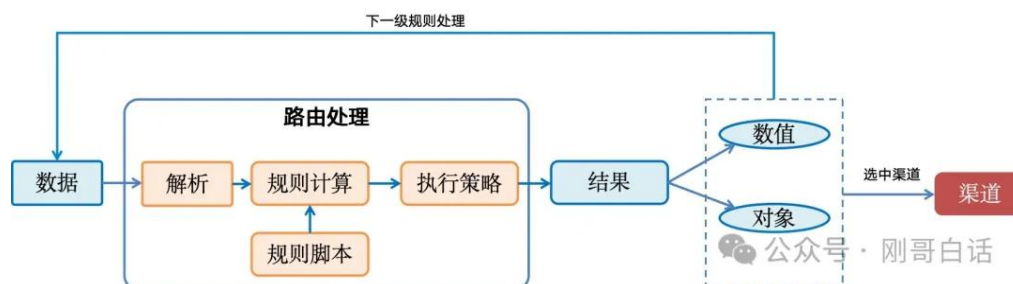 下一级规则处理
路由处理
数据
解析
规则计算
执行策略
规则脚本
结果
数值
对象
选中渠道
渠道
公众号·刚哥白话